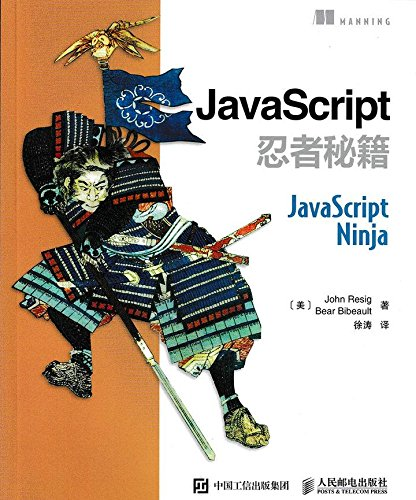 MANNING
JavaScript
忍者秘籍
JavaScript
Ninja
［美］ John Resig 著
Bear Bibeault
徐涛 译
中国工信出版集团
人民邮电出版社
POSTS & TELECOM PRESS